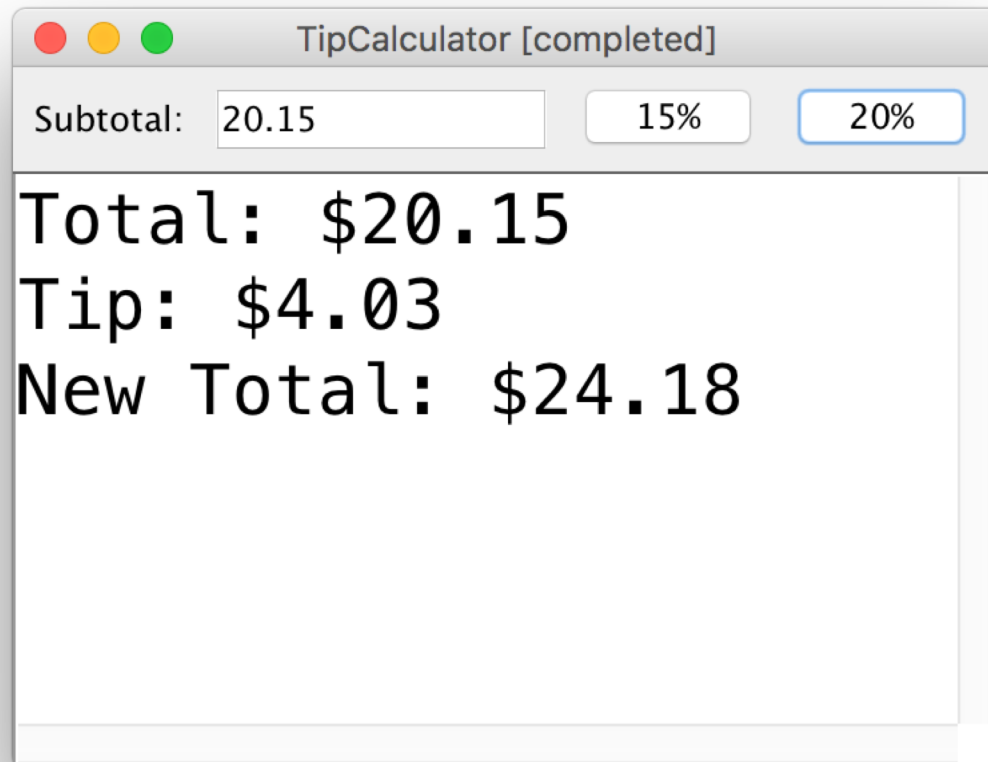 TipCalculator [completed]
Subtotal: 20.15 15% 20%
Total: $20.15
Tip: $4.03
New Total: $24.18